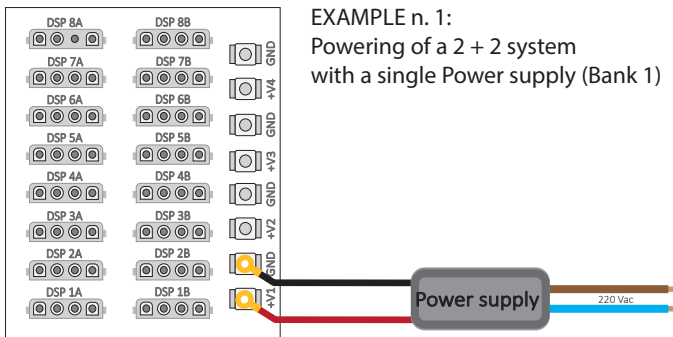 EXAMPLE n. 1:
Powering of a 2 + 2 system
with a single Power supply (Bank 1)
DSP 8A DSP 8B
GND
DSP 7A DSP 7B
+V4
DSP 6A DSP 6B
GND
DSP 5A DSP 5B
+V3
DSP 4A DSP 4B
GND
DSP 3A DSP 3B
+V2
DSP 2A DSP 2B
GND
DSP 1A DSP 1B
+V1
Power supply
220 Vac